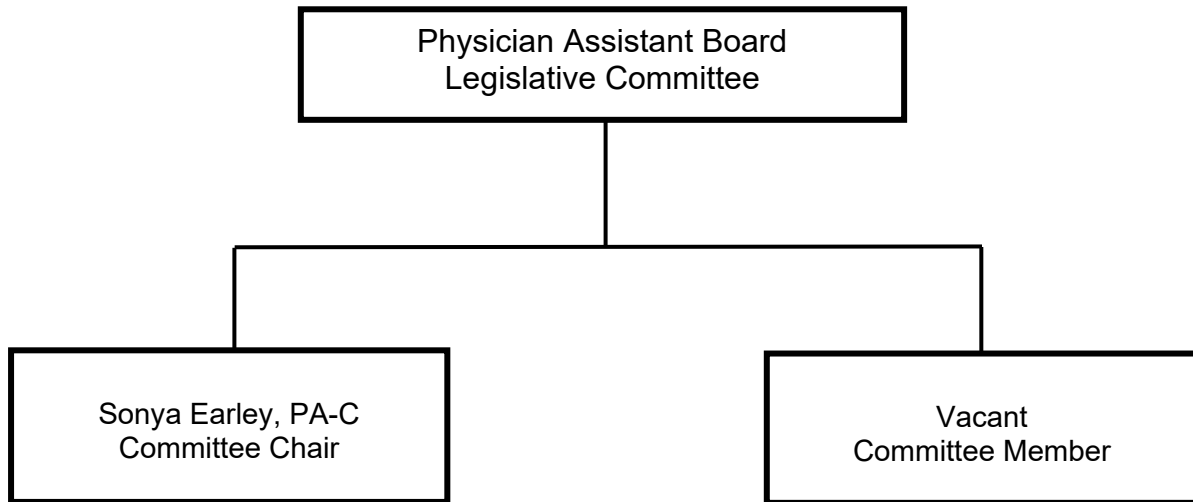 Physician Assistant Board
Legislative Committee
Sonya Earley, PA-C
Committee Chair
Vacant
Committee Member